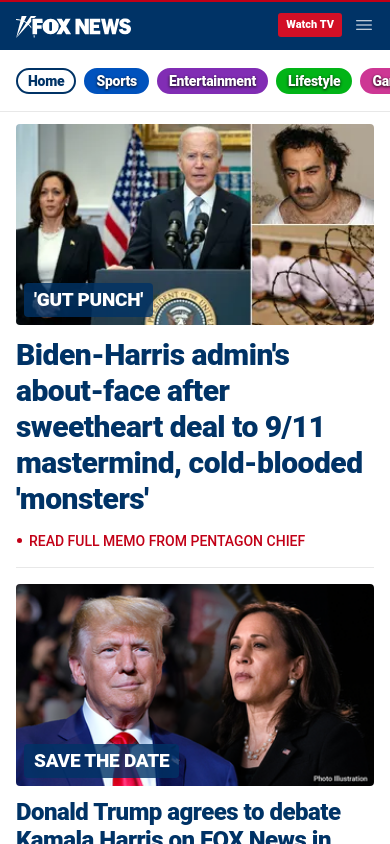 FOX NEWS
Watch TV
Home
Sports
Entertainment
Lifestyle
Ga
'GUT PUNCH'
Biden-Harris admin's
about-face after
sweetheart deal to 9/11
mastermind, cold-blooded
'monsters'
READ FULL MEMO FROM PENTAGON CHIEF
SAVE THE DATE
Photo Illustration
Donald Trump agrees to debate
Kamala Harris on FOX News in